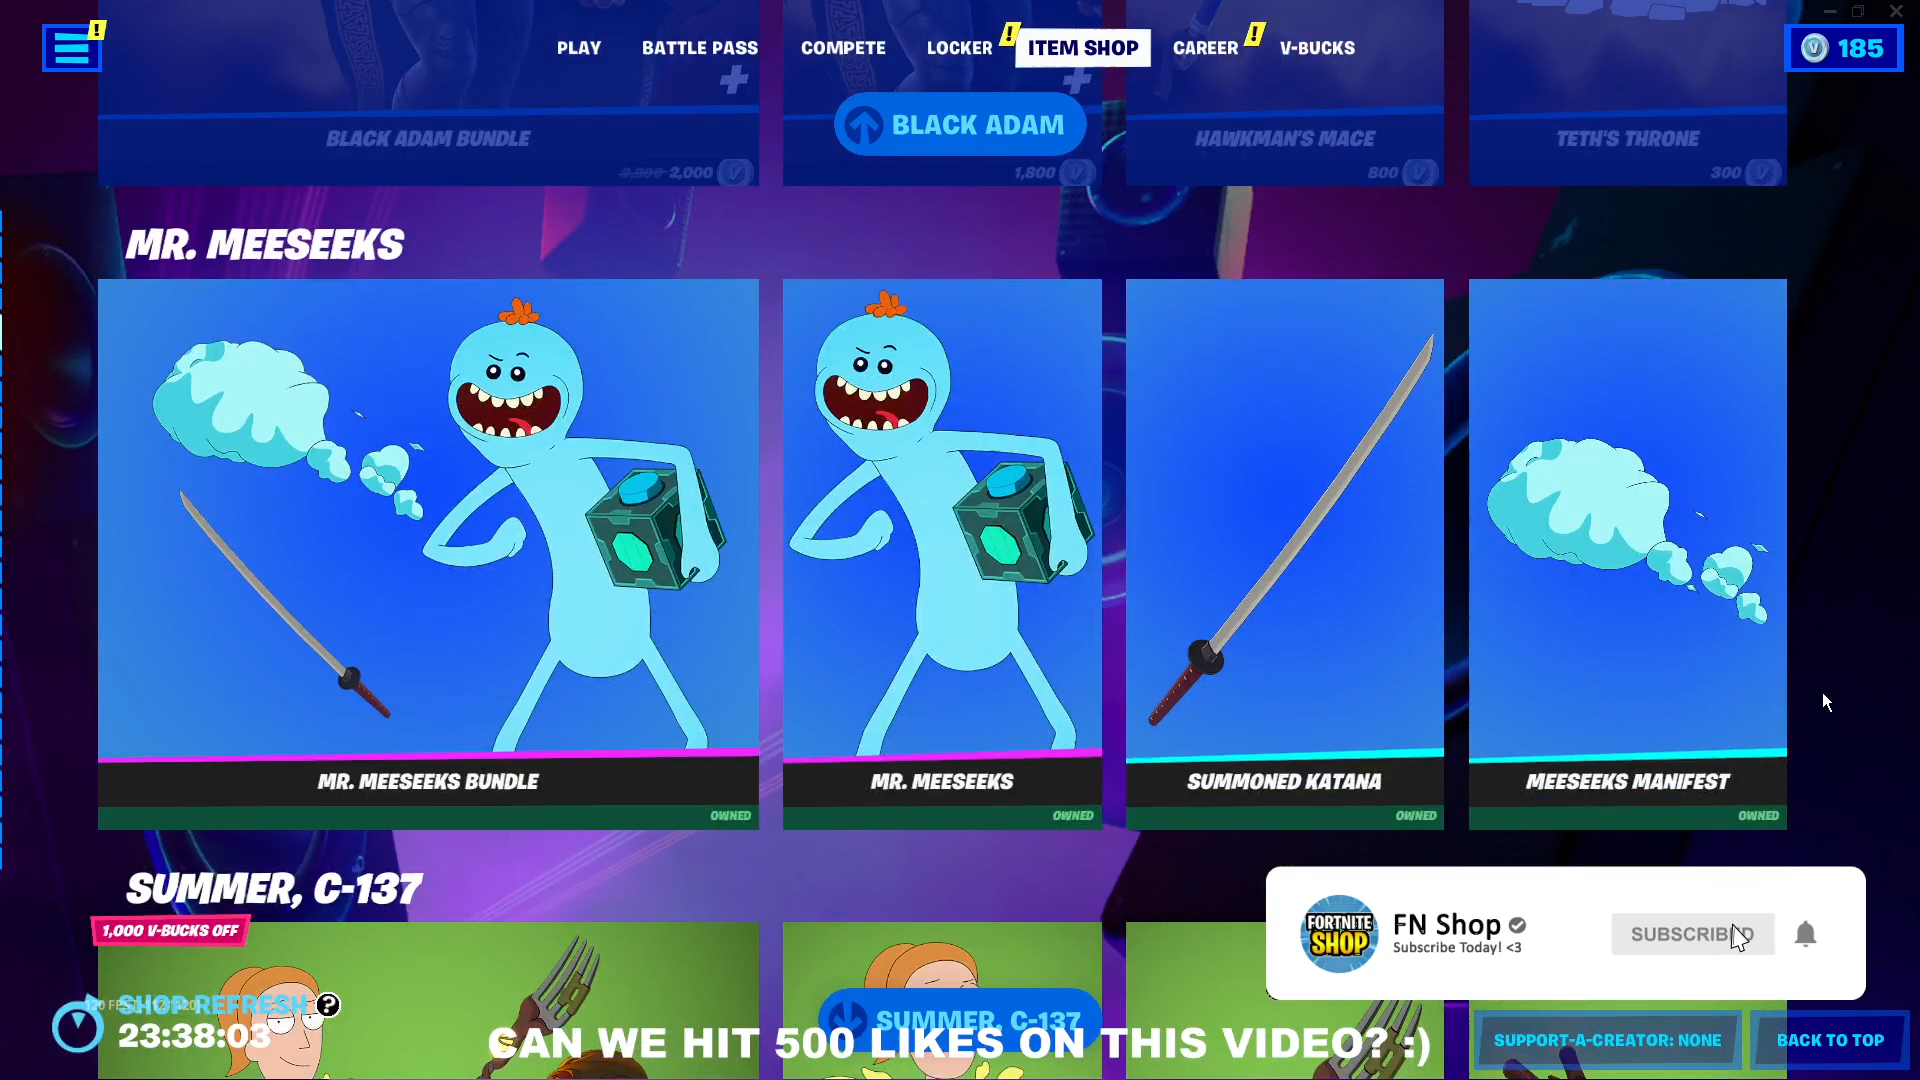 !
PLAY
BATTLE PASS
COMPETE
LOCKER
!
ITEM SHOP
CAREER
!
V-BUCKS
185
BLACK ADAM
BLACK ADAM BUNDLE
2,000
1,800
HAWKMAN'S MACE
800
TETH'S THRONE
300
MR. MEESEEKS
MR. MEESEEKS BUNDLE
OWNED
MR. MEESEEKS
OWNED
SUMMONED KATANA
OWNED
MEESEEKS MANIFEST
OWNED
SUMMER, C-137
1,000 V-BUCKS OFF
FORTNITE
SHOP
FN Shop
Subscribe Today! <3
SHOP REFRESH
?
23:38:03
SUMMER, C-137
CAN WE HIT 500 LIKES ON THIS VIDEO? :)
SUPPORT-A-CREATOR: NONE
BACK TO TOP